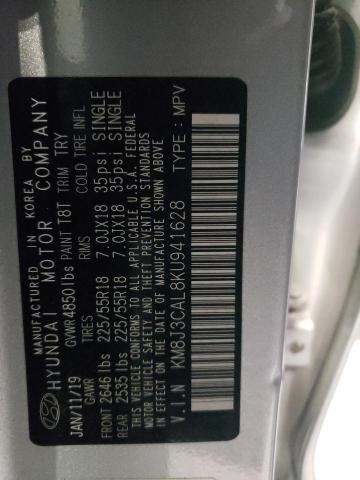 MANUFACTURED IN KOREA BY
HYUNDAI MOTOR COMPANY
GVWR 4850 lbs PAINT T8T TRIM TRY
JAN/11/19
GAWR TIRES RMS COLD TIRE INFL
FRONT 2646 lbs 225/55R18 7.0JX18 35psi SINGLE
REAR 2535 lbs 225/55R18 7.0JX18 35psi SINGLE
THIS VEHICLE CONFORMS TO ALL APPLICABLE U.S.A. FEDERAL
MOTOR VEHICLE SAFETY, BUMPER, AND THEFT PREVENTION STANDARDS
IN EFFECT ON THE DATE OF MANUFACTURE SHOWN ABOVE
V.I.N KM8J3CAL8KU941628 TYPE: MPV